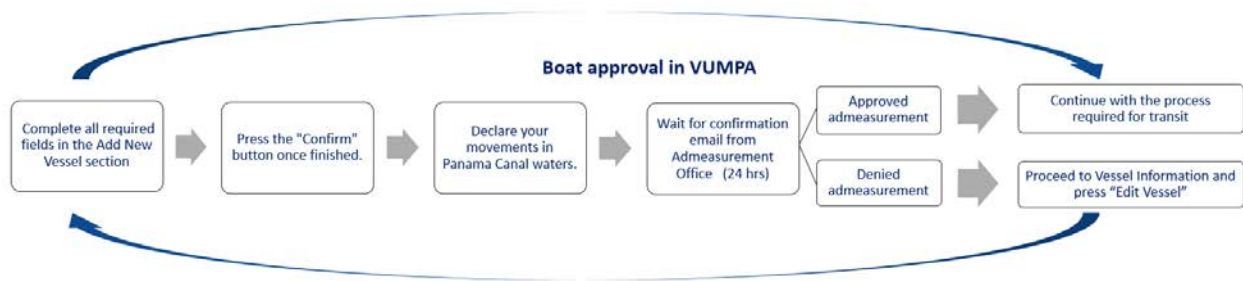 Boat approval in VUMPA
Complete all required
fields in the Add New
Vessel section
Press the "Confirm"
button once finished.
Declare your
movements in
Panama Canal waters.
Wait for confirmation
email from
Admeasurement
Office (24 hrs)
Approved
admeasurement
Continue with the process
required for transit
Denied
admeasurement
Proceed to Vessel Information and
press “Edit Vessel”